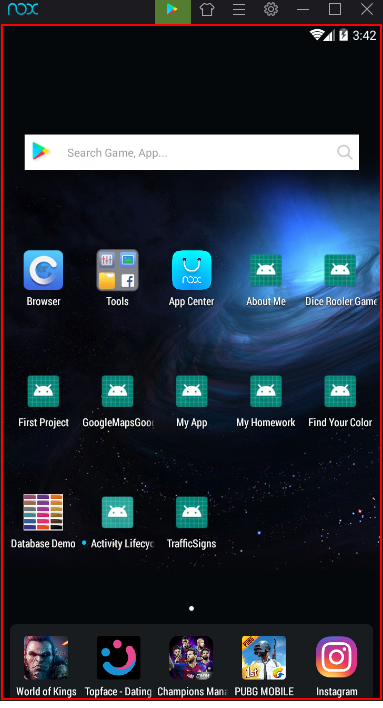 nox
3:42
Search Game, App...
nox
Browser
Tools
App Center
About Me
Dice Rooler Game
First Project
GoogleMapsGoo
My App
My Homework
Find Your Color
Database Demo
Activity Lifecyc
TrafficSigns
World of Kings
Topface - Dating
Champions Mana
PUBG MOBILE
Instagram